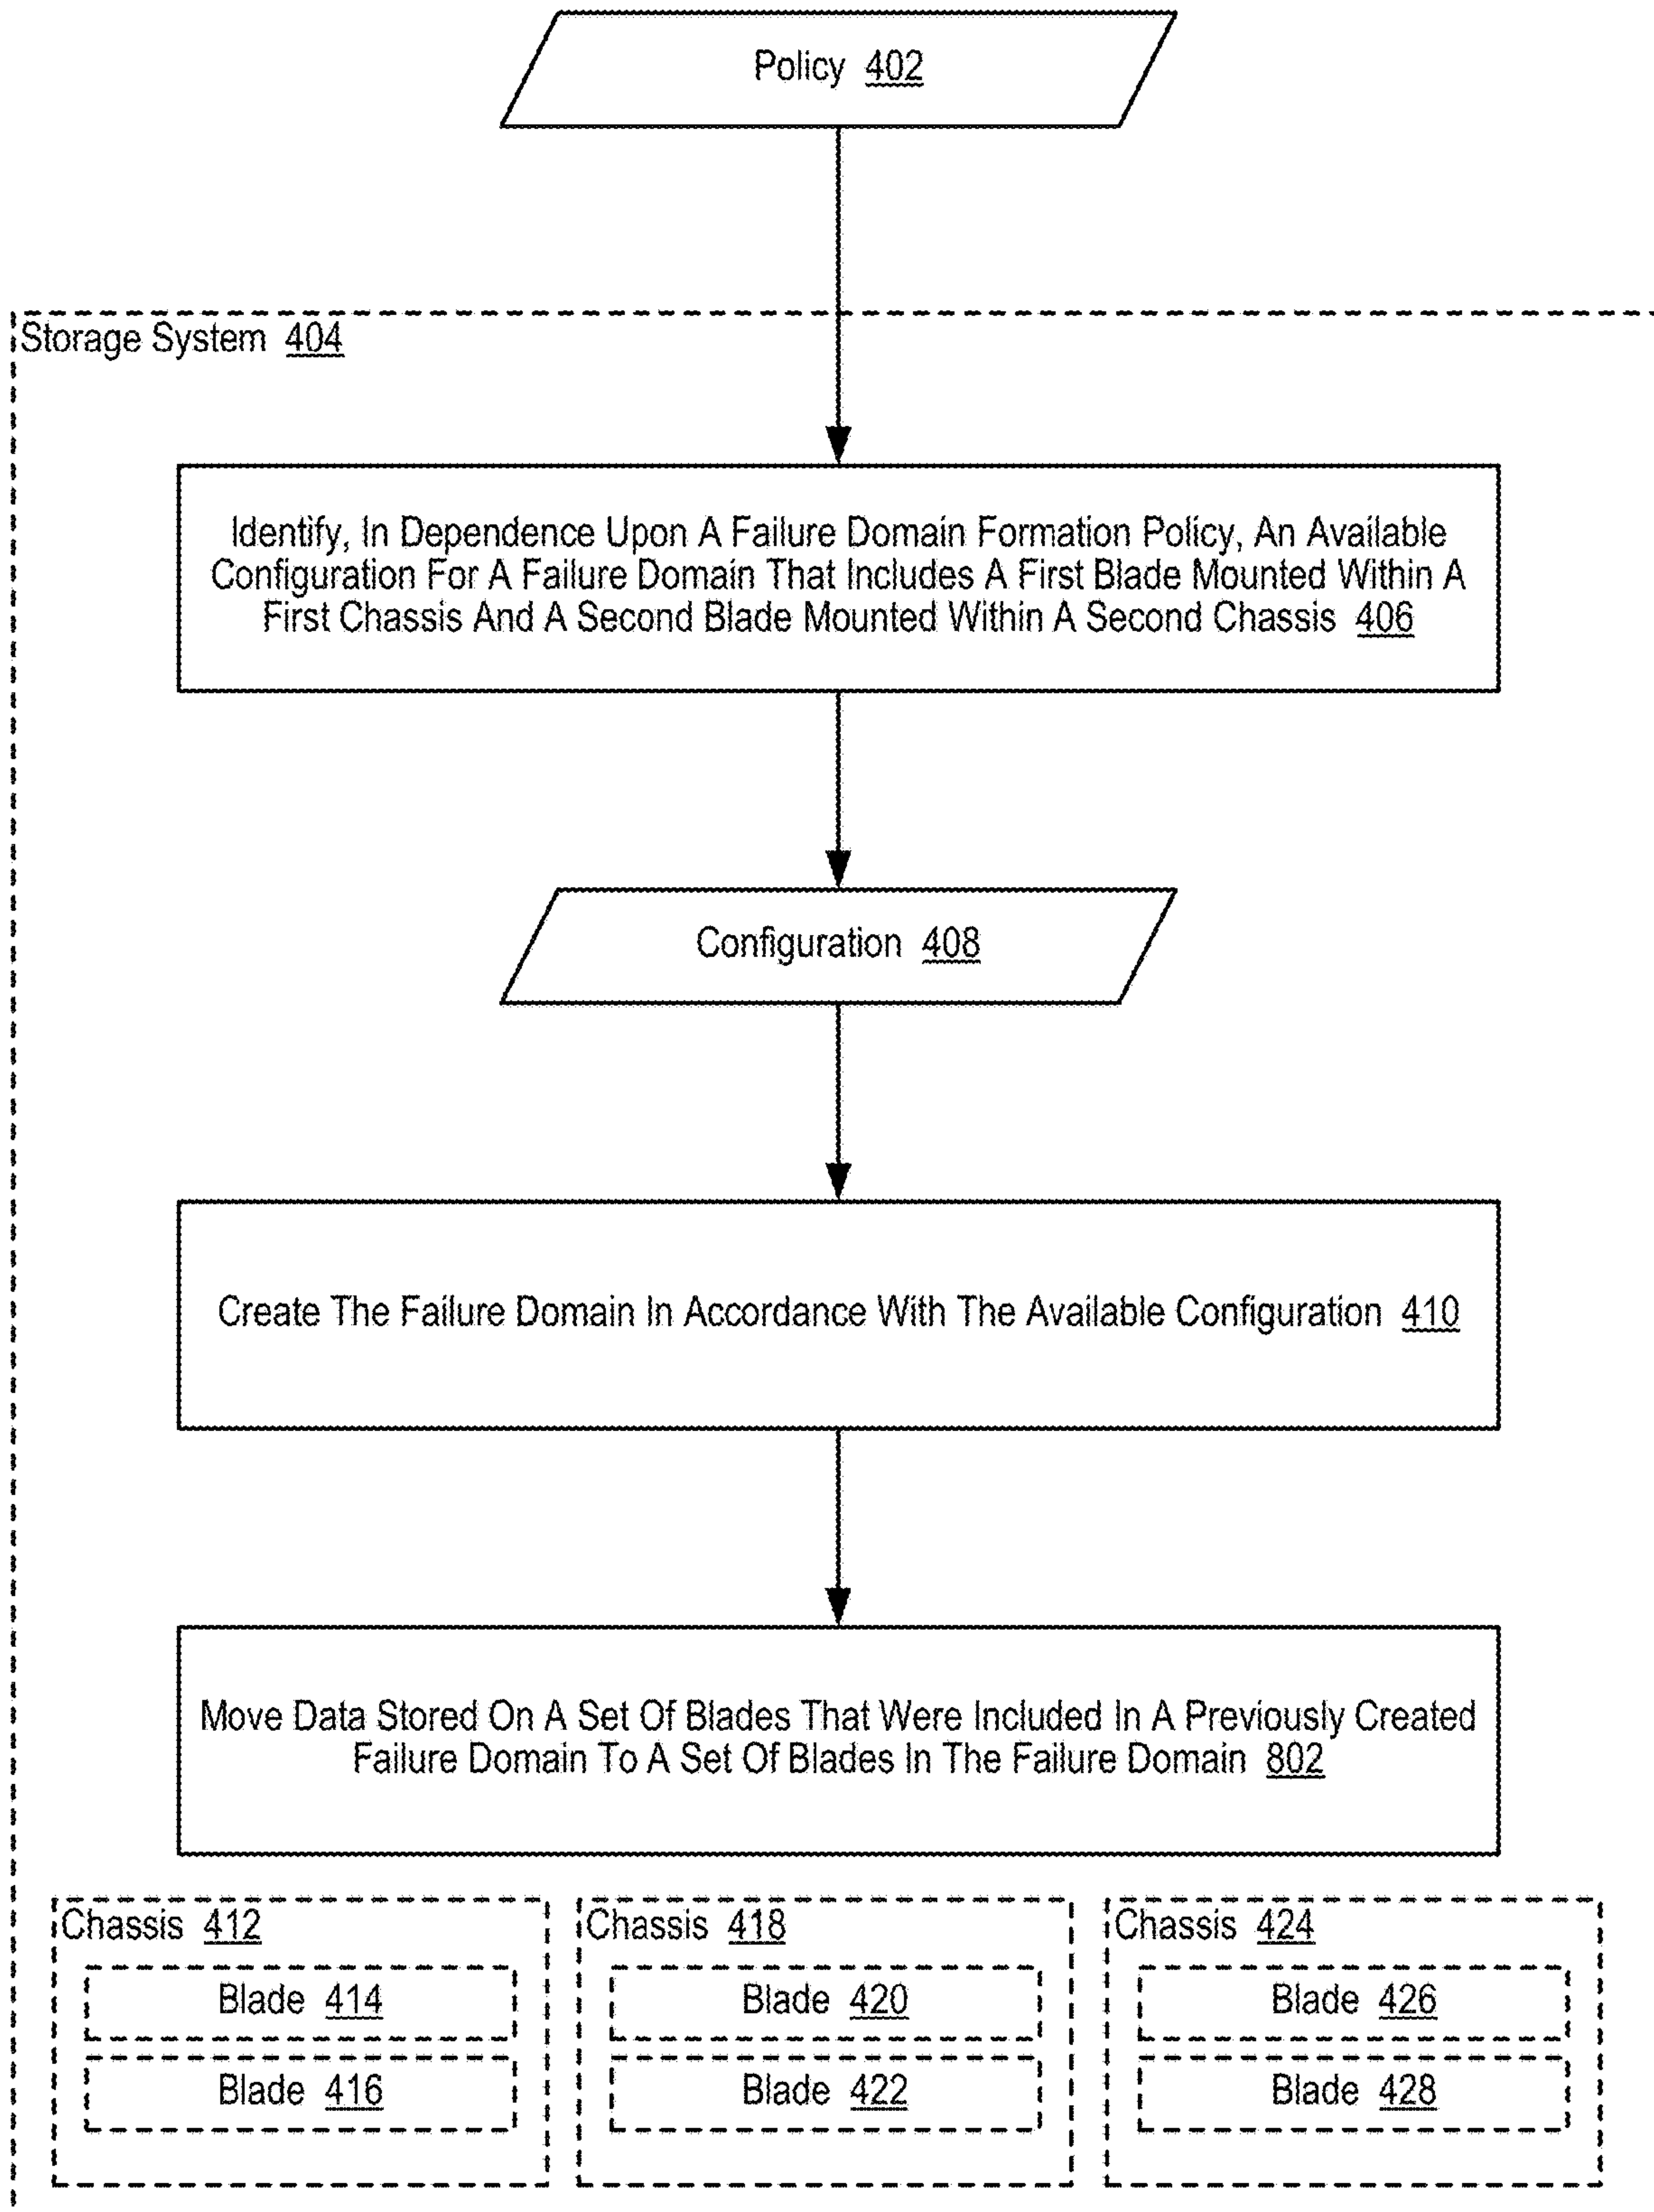 Policy 402
Storage System 404
Identify, In Dependence Upon A Failure Domain Formation Policy, An Available
Configuration For A Failure Domain That Includes A First Blade Mounted Within A
First Chassis And A Second Blade Mounted Within A Second Chassis 406
Configuration 408
Create The Failure Domain In Accordance With The Available Configuration 410
Move Data Stored On A Set Of Blades That Were Included In A Previously Created
Failure Domain To A Set Of Blades In The Failure Domain 802
Chassis 412
Blade 414
Blade 416
Chassis 418
Blade 420
Blade 422
Chassis 424
Blade 426
Blade 428